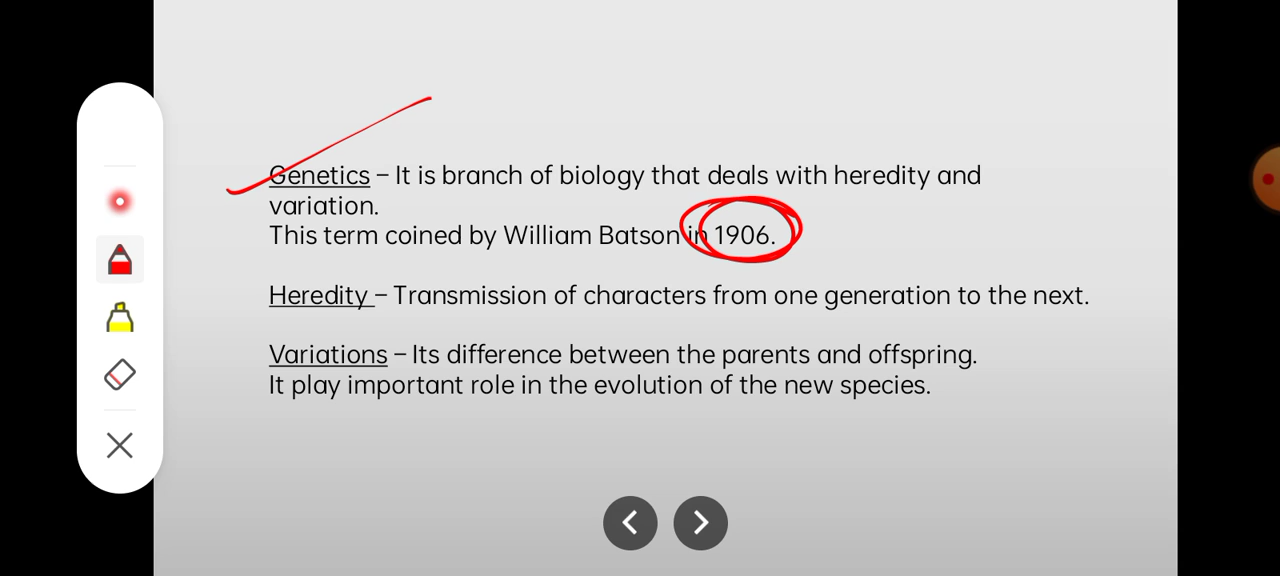 Genetics – It is branch of biology that deals with heredity and
variation.
This term coined by William Batson in 1906.
Heredity – Transmission of characters from one generation to the next.
Variations – Its difference between the parents and offspring.
It play important role in the evolution of the new species.